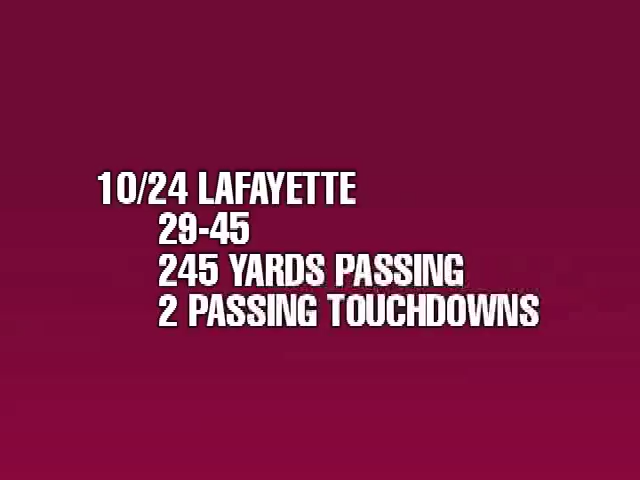 10/24 LAFAYETTE
29-45
245 YARDS PASSING
2 PASSING TOUCHDOWNS